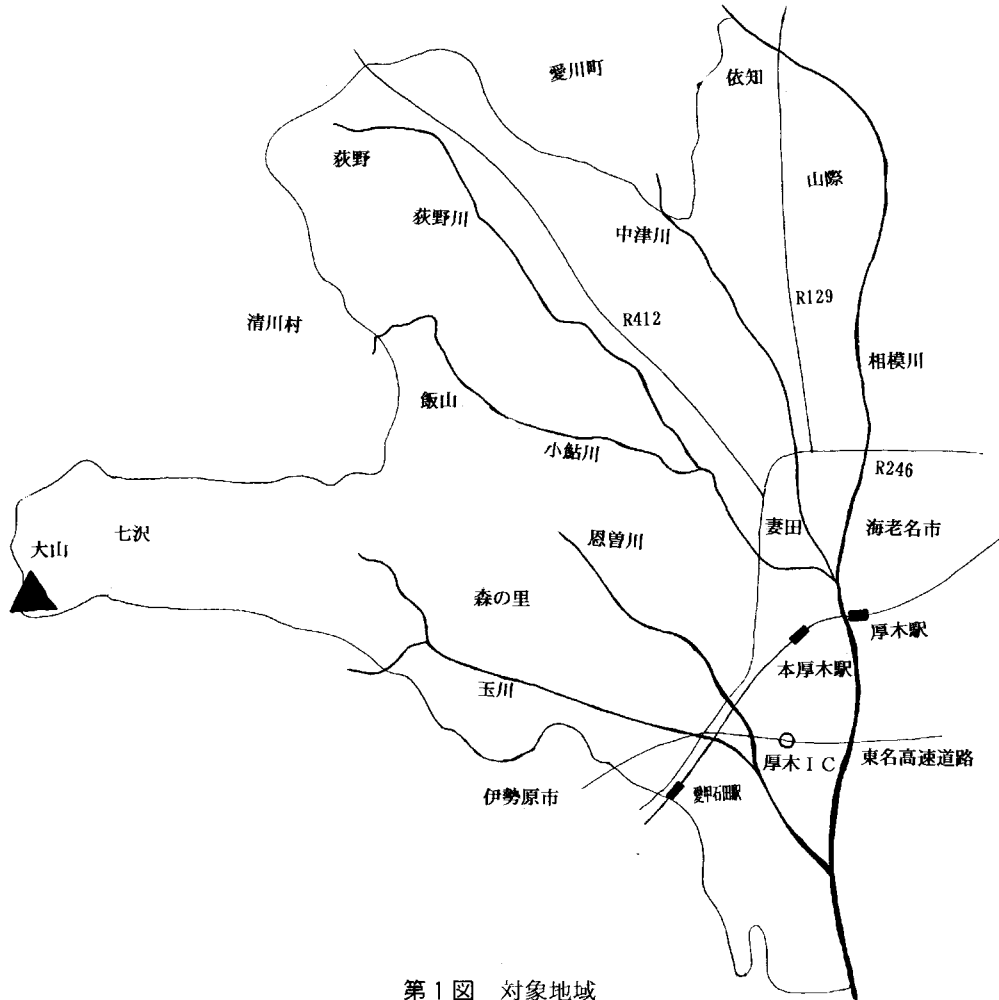 愛川町
依知
荻野
山際
荻野川
中津川
R129
清川村
R412
相模川
飯山
小鮎川
R246
七沢
大山
恩曽川
妻田
海老名市
森の里
厚木駅
本厚木駅
玉川
厚木IC
東名高速道路
伊勢原市
愛甲石田駅
第1図 対象地域